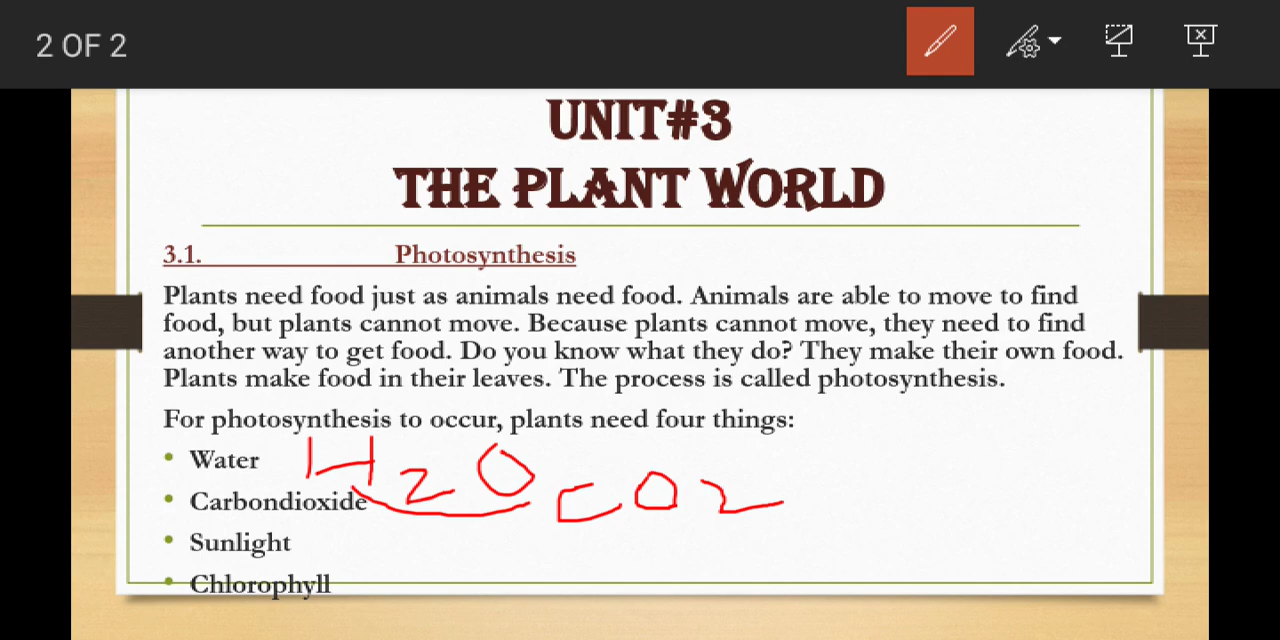 2 OF 2
UNIT#3
THE PLANT WORLD
3.1. Photosynthesis
Plants need food just as animals need food. Animals are able to move to find
food, but plants cannot move. Because plants cannot move, they need to find
another way to get food. Do you know what they do? They make their own food.
Plants make food in their leaves. The process is called photosynthesis.
For photosynthesis to occur, plants need four things:
• Water H2O
• Carbondioxide CO2
• Sunlight
• Chlorophyll